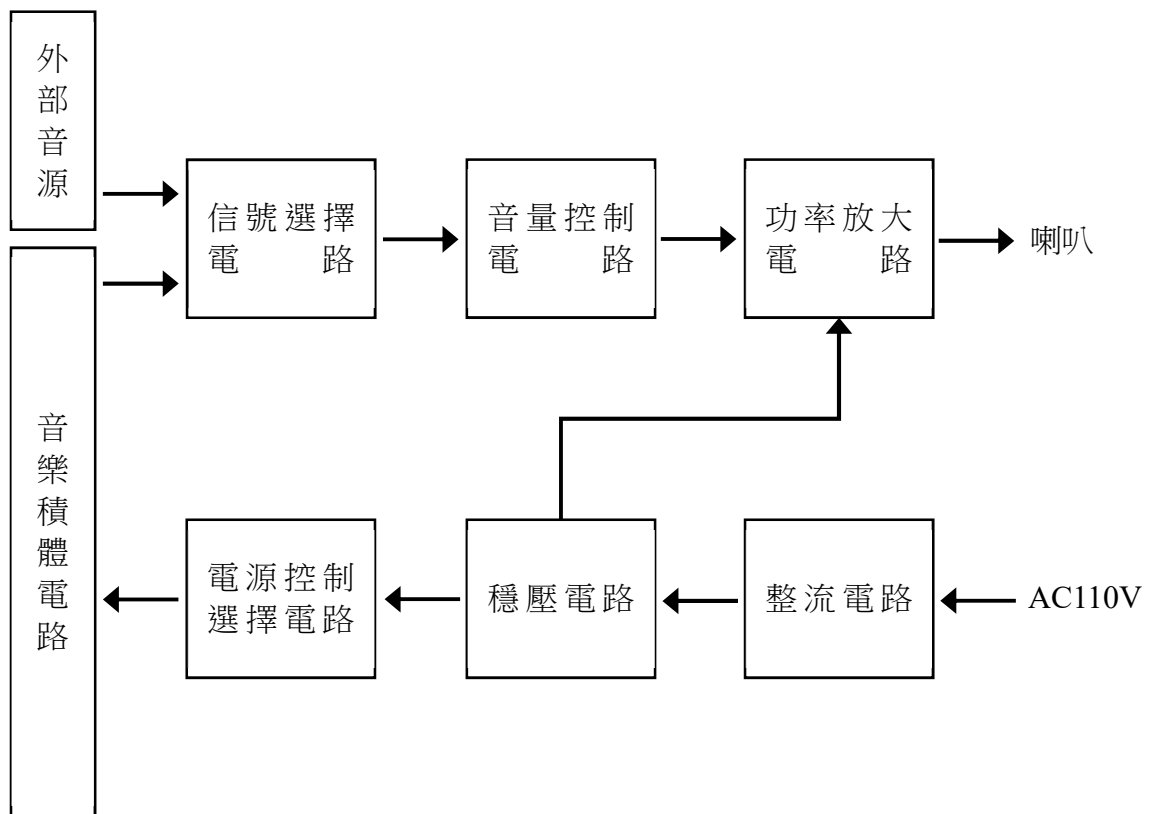 外部音源
信號選擇
電路
音量控制
電路
功率放大
電路
喇叭
音樂積體電路
電源控制
選擇電路
穩壓電路
整流電路
AC110V